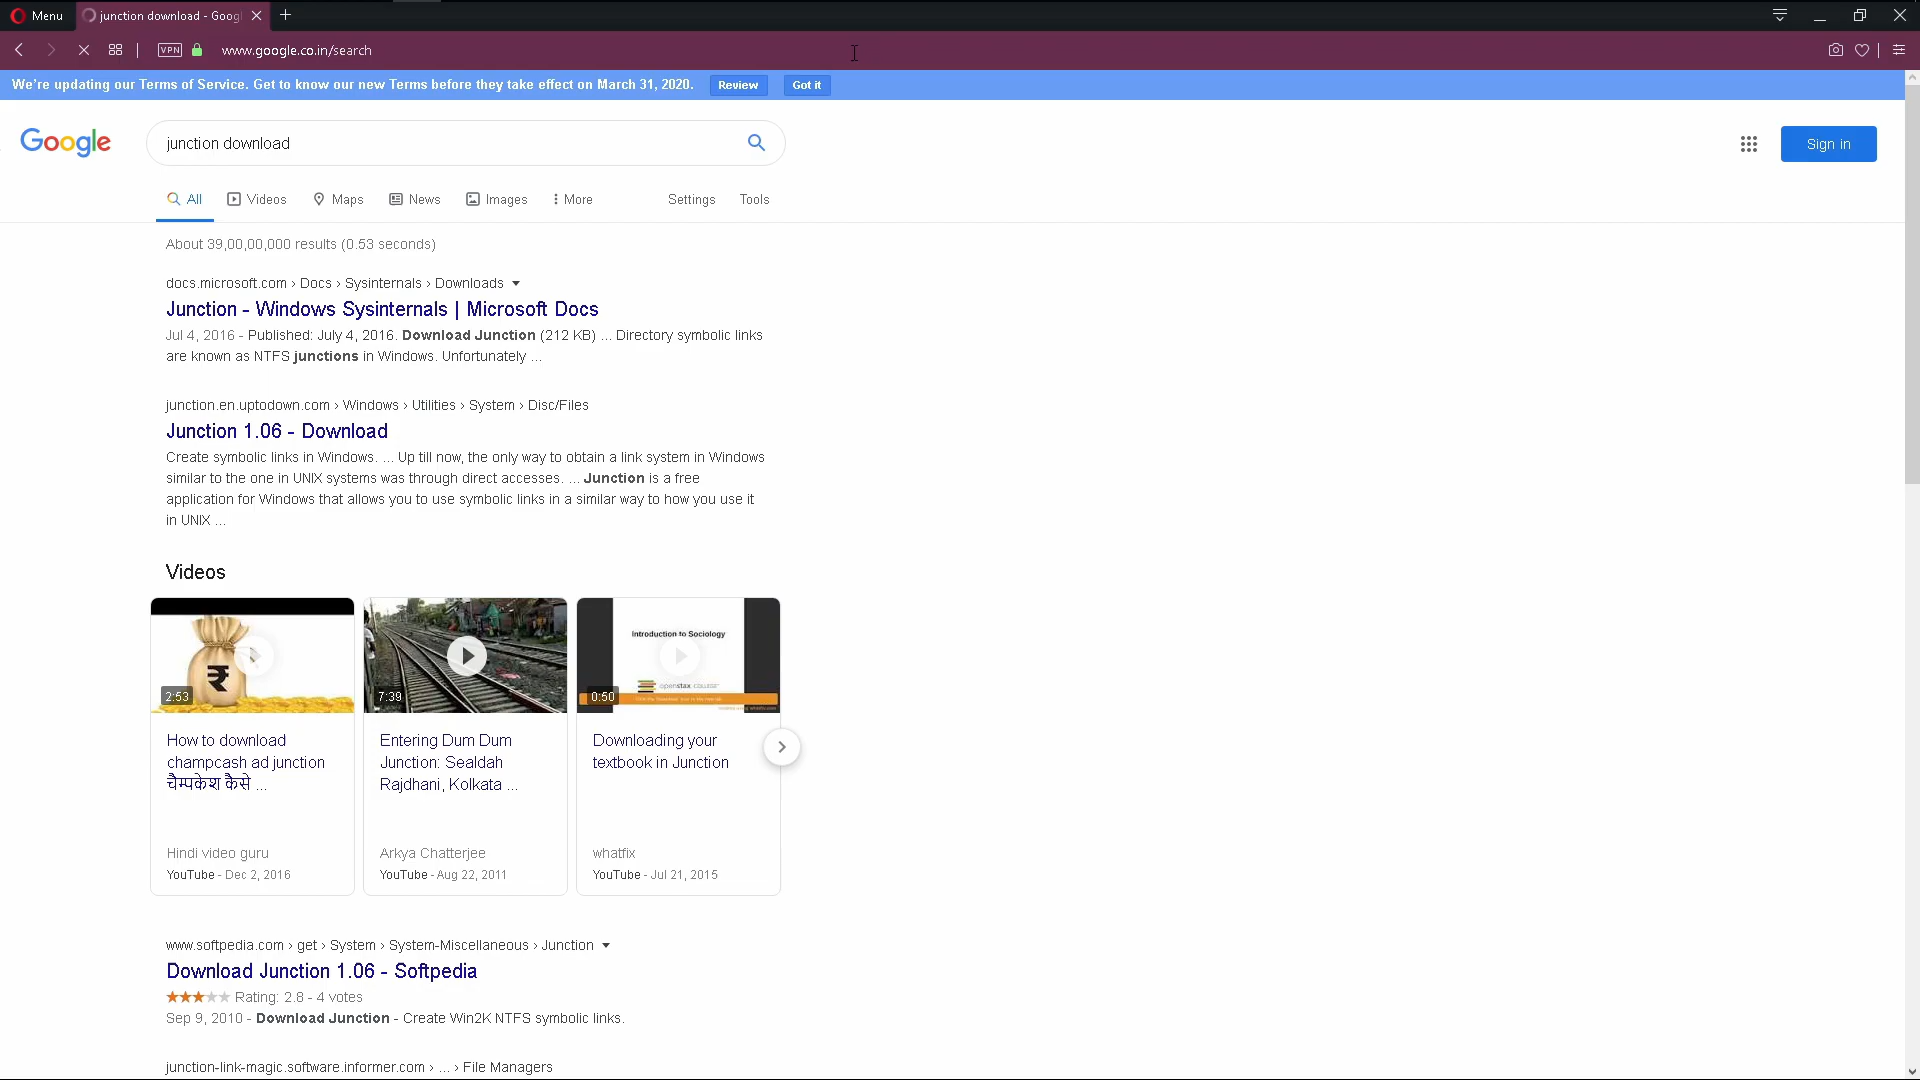 Menu
junction download - Goog
VPN
www.google.co.in/search
We're updating our Terms of Service. Get to know our new Terms before they take effect on March 31, 2020. Review Got it
Google
junction download
Sign in
All Videos Maps News Images More Settings Tools
About 39,00,00,000 results (0.53 seconds)
docs.microsoft.com › Docs › Sysinternals › Downloads
Junction - Windows Sysinternals | Microsoft Docs
Jul 4, 2016 - Published: July 4, 2016. Download Junction (212 KB) ... Directory symbolic links
are known as NTFS junctions in Windows. Unfortunately ...
junction.en.uptodown.com › Windows › Utilities › System › Disc/Files
Junction 1.06 - Download
Create symbolic links in Windows. ... Up till now, the only way to obtain a link system in Windows
similar to the one in UNIX systems was through direct accesses. ... Junction is a free
application for Windows that allows you to use symbolic links in a similar way to how you use it
in UNIX ...
Videos
2:53
How to download
champcash ad junction
चैम्पकेश कैसे ...
Hindi video guru
YouTube - Dec 2, 2016
7:39
Entering Dum Dum
Junction: Sealdah
Rajdhani, Kolkata ...
Arkya Chatterjee
YouTube - Aug 22, 2011
Introduction to Sociology
openstax COLLEGE
0:50
Downloading your
textbook in Junction
whatfix
YouTube - Jul 21, 2015
www.softpedia.com › get › System › System-Miscellaneous › Junction
Download Junction 1.06 - Softpedia
Rating: 2.8 - 4 votes
Sep 9, 2010 - Download Junction - Create Win2K NTFS symbolic links.
junction-link-magic.software.informer.com › ... › File Managers